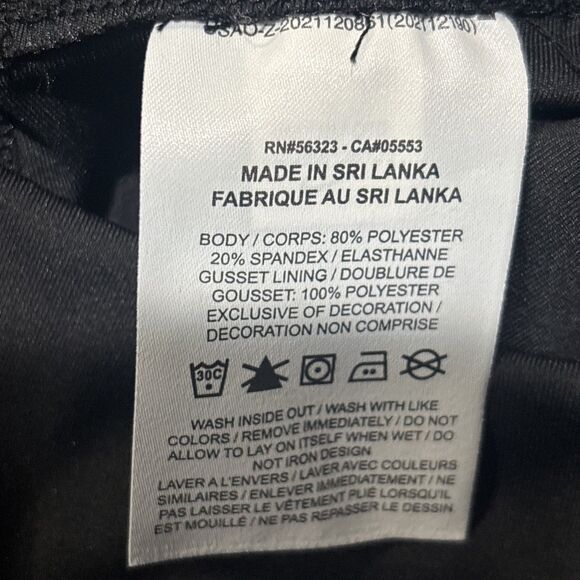 RN#56323 - CA#05553
MADE IN SRI LANKA
FABRIQUE AU SRI LANKA
BODY / CORPS: 80% POLYESTER
20% SPANDEX / ELASTHANNE
GUSSET LINING / DOUBLURE DE
GOUSSET: 100% POLYESTER
EXCLUSIVE OF DECORATION /
DECORATION NON COMPRISE
30C
WASH INSIDE OUT / WASH WITH LIKE
COLORS / REMOVE IMMEDIATELY / DO NOT
ALLOW TO LAY ON ITSELF WHEN WET / DO
NOT IRON DESIGN
LAVER A L'ENVERS / LAVER AVEC COULEURS
SIMILAIRES / ENLEVER IMMEDIATEMENT / NE
PAS LAISSER LE VÊTEMENT PLIÉ LORSQU'IL
EST MOUILLÉ / NE PAS REPASSER LE DESSIN